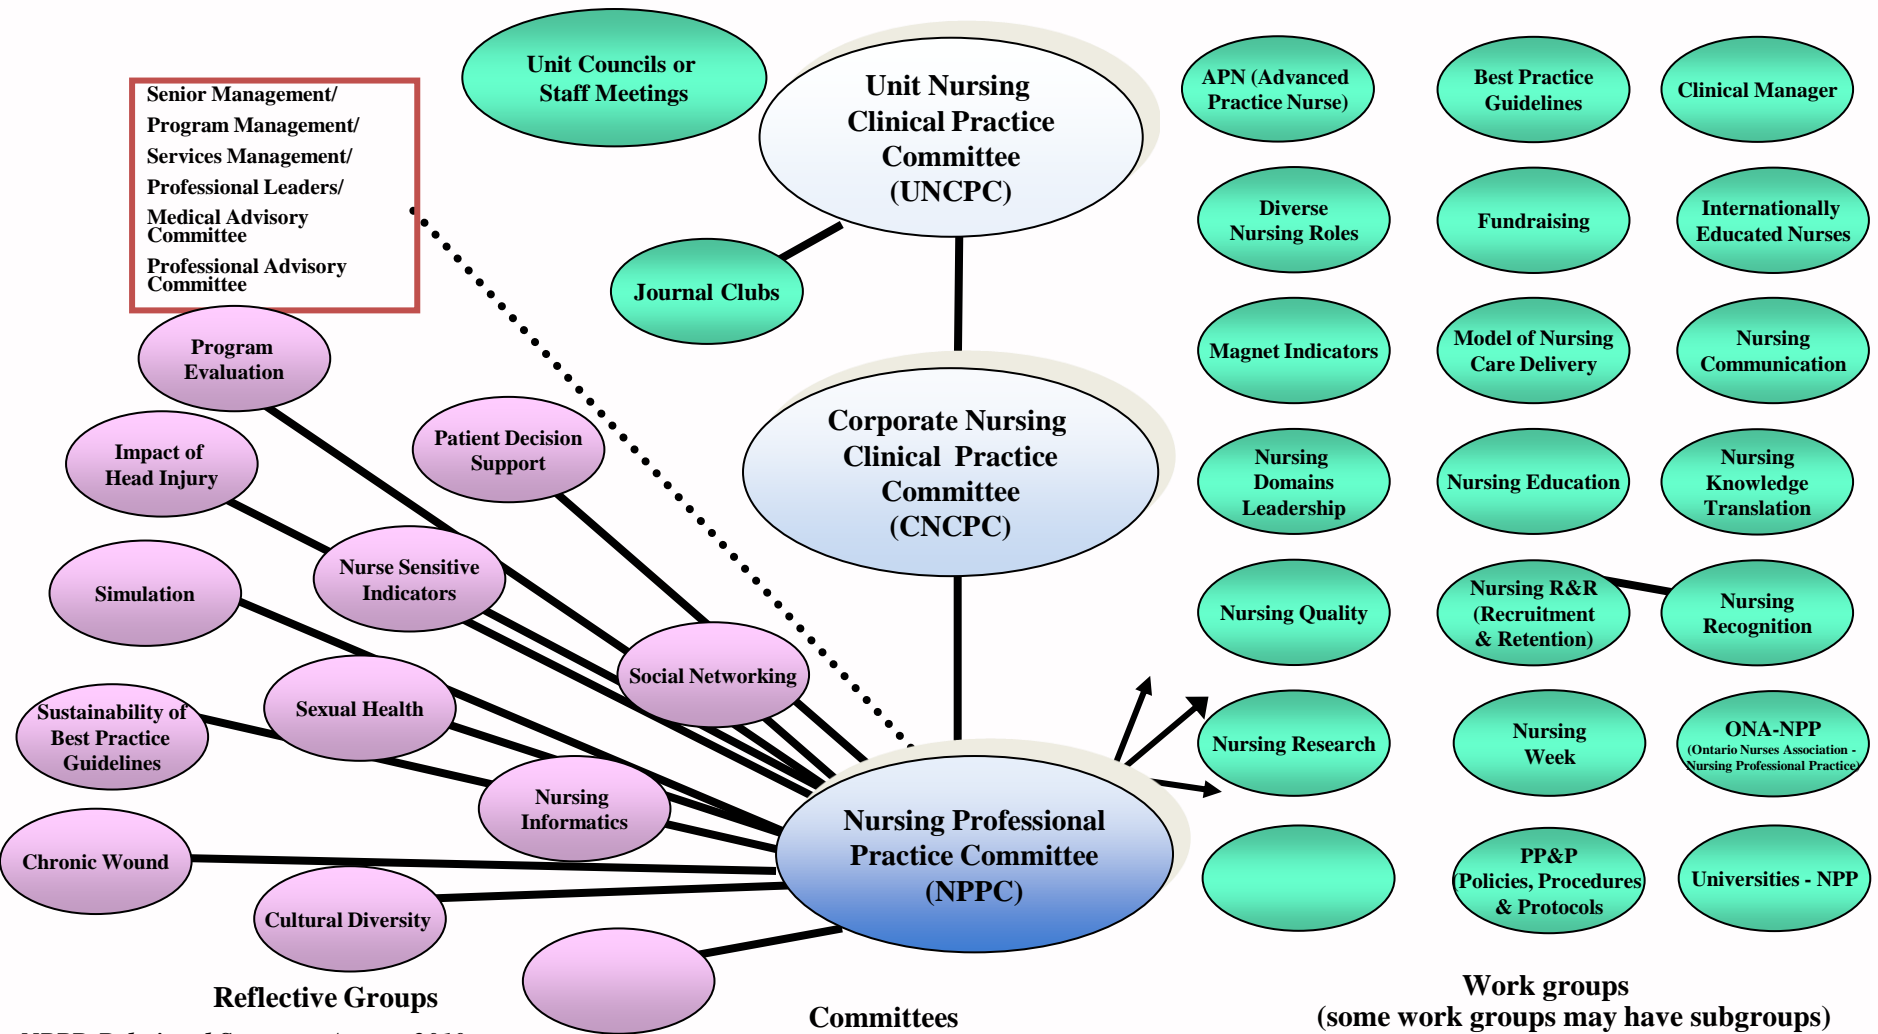 Unit Councils or
Staff Meetings
Unit Nursing
Clinical Practice
Committee
(UNCPC)
Senior Management/
Program Management/
Services Management/
Professional Leaders/
Medical Advisory
Committee
Professional Advisory
Committee
Journal Clubs
Corporate Nursing
Clinical Practice
Committee
(CNCPC)
Program
Evaluation
Patient Decision
Support
Impact of
Head Injury
Nurse Sensitive
Indicators
Simulation
Social Networking
Sexual Health
Sustainability of
Best Practice
Guidelines
Nursing
Informatics
Chronic Wound
Cultural Diversity
Nursing Professional
Practice Committee
(NPPC)
Reflective Groups
Committees
APN (Advanced
Practice Nurse)
Best Practice
Guidelines
Clinical Manager
Diverse
Nursing Roles
Fundraising
Internationally
Educated Nurses
Magnet Indicators
Model of Nursing
Care Delivery
Nursing
Communication
Nursing
Domains
Leadership
Nursing Education
Nursing
Knowledge
Translation
Nursing Quality
Nursing R&R
(Recruitment
& Retention)
Nursing
Recognition
Nursing Research
Nursing
Week
ONA-NPP
(Ontario Nurses Association -
Nursing Professional Practice)
PP&P
(Policies, Procedures
& Protocols
Universities - NPP
Work groups
(some work groups may have subgroups)